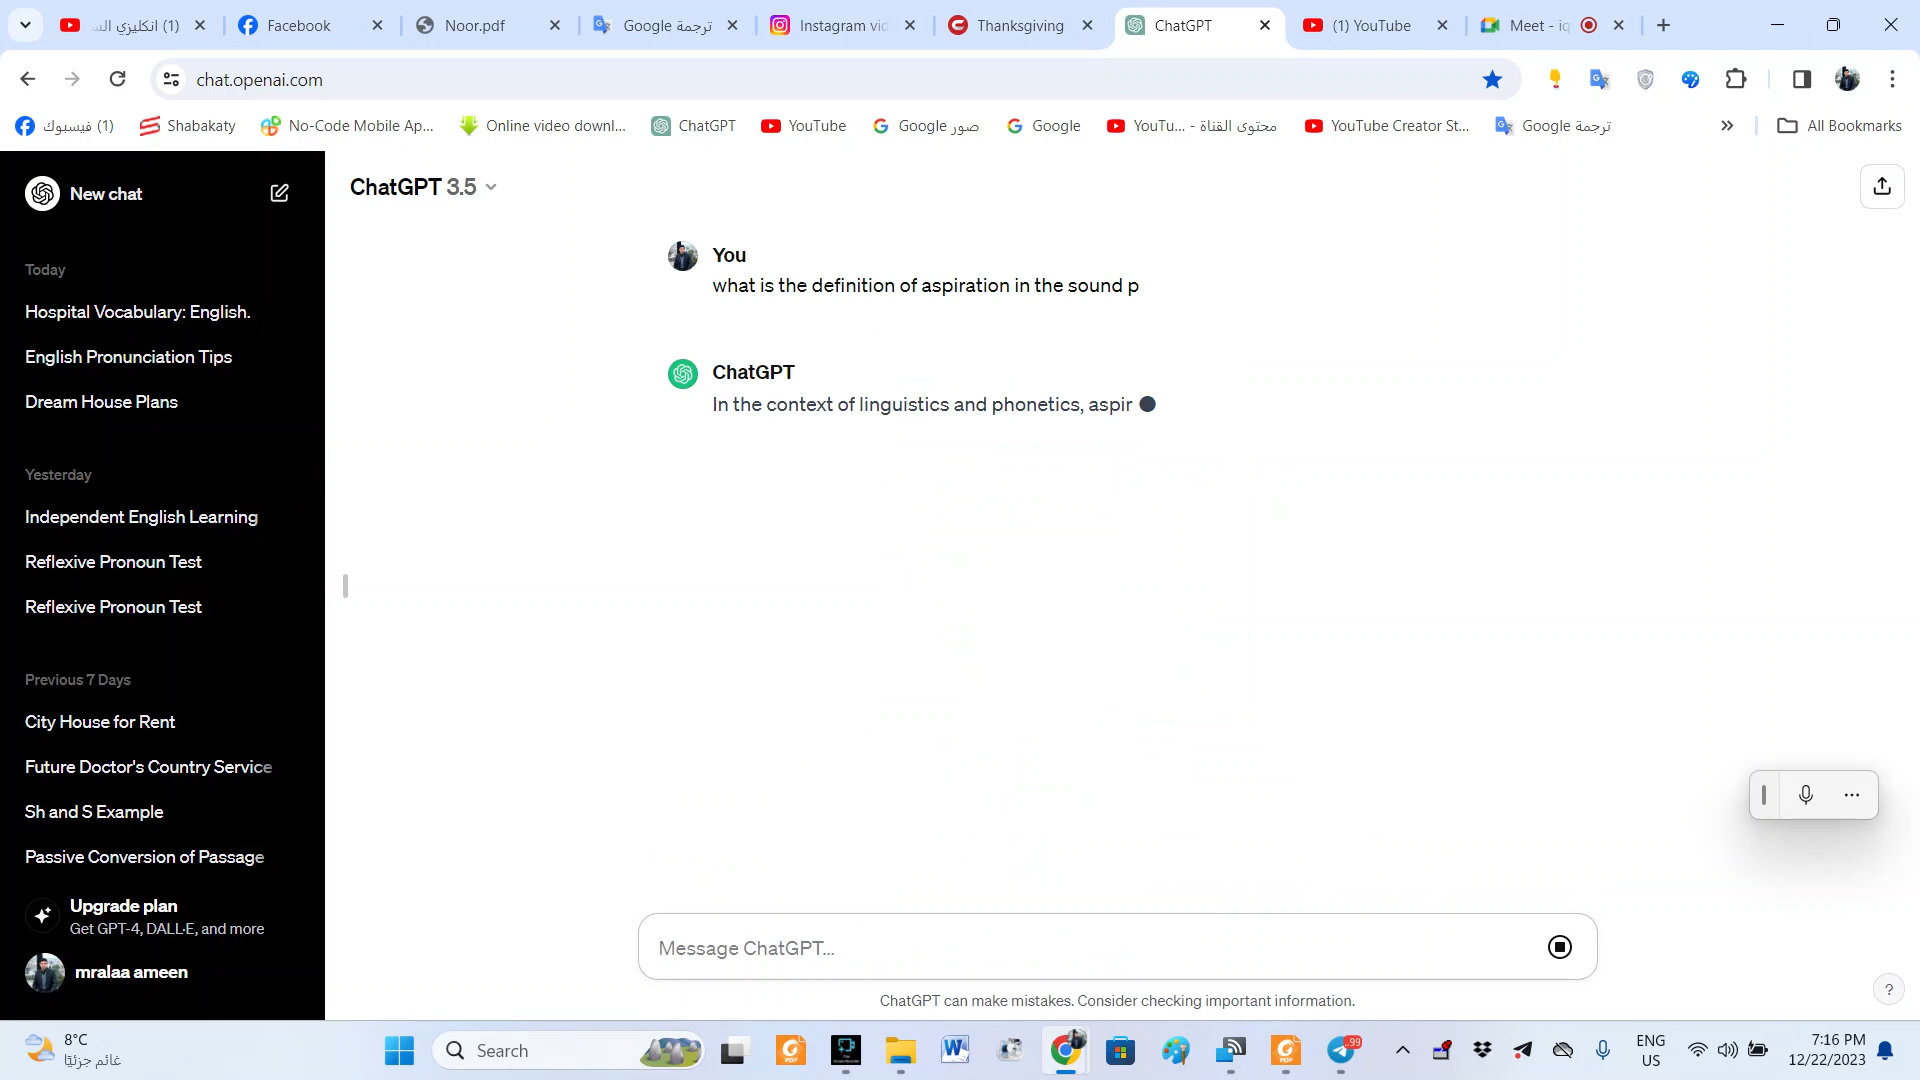 (1) انكليزي الس
Facebook
Noor.pdf
ترجمة Google
Instagram vid
Thanksgiving
ChatGPT
(1) YouTube
Meet - iq
chat.openai.com
(1) فيسبوك
Shabakaty
No-Code Mobile Ap...
Online video downl...
ChatGPT
YouTube
صور Google
Google
محتوى القناة - YouTu...
YouTube Creator St...
ترجمة Google
All Bookmarks
New chat
Today
Hospital Vocabulary: English.
English Pronunciation Tips
Dream House Plans
Yesterday
Independent English Learning
Reflexive Pronoun Test
Reflexive Pronoun Test
Previous 7 Days
City House for Rent
Future Doctor's Country Service
Sh and S Example
Passive Conversion of Passage
Upgrade plan
Get GPT-4, DALL·E, and more
mralaa ameen
ChatGPT 3.5
You
what is the definition of aspiration in the sound p
ChatGPT
In the context of linguistics and phonetics, aspir
Message ChatGPT...
ChatGPT can make mistakes. Consider checking important information.
?
8°C
غائم جزئيًا
Search
.99
ENG
US
7:16 PM
12/22/2023